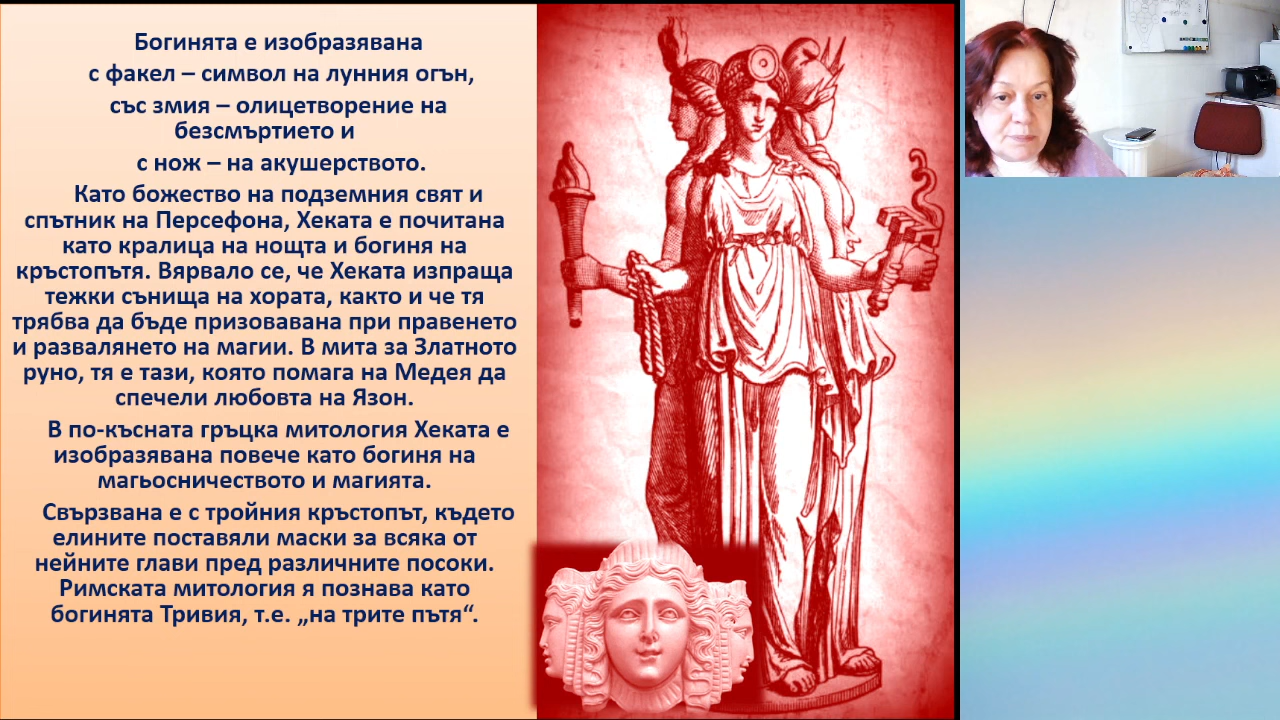 Богинята е изобразявана
с факел – символ на лунния огън,
със змия – олицетворение на
безсмъртието и
с нож – на акушерството.
Като божество на подземния свят и
спътник на Персефона, Хеката е почитана
като кралица на нощта и богиня на
кръстопътя. Вярвало се, че Хеката изпраща
тежки сънища на хората, както и че тя
трябва да бъде призовавана при правенето
и развалянето на магии. В мита за Златното
руно, тя е тази, която помага на Медея да
спечели любовта на Язон.
В по-късната гръцка митология Хеката е
изобразявана повече като богиня на
магьосничеството и магията.
Свързвана е с тройния кръстопът, където
елините поставяли маски за всяка от
нейните глави пред различните посоки.
Римската митология я познава като
богинята Тривия, т.е. „на трите пътя“.